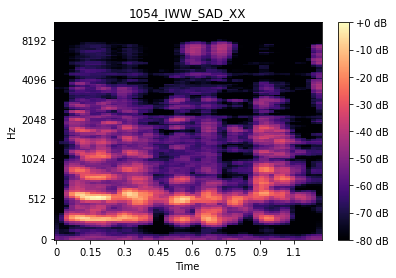 1054_IWW_SAD_XX
8192
4096
2048
1024
512
0
Hz
0 0.15 0.3 0.45 0.6 0.75 0.9 1.1
Time
+0 dB
-10 dB
-20 dB
-30 dB
-40 dB
-50 dB
-60 dB
-70 dB
-80 dB